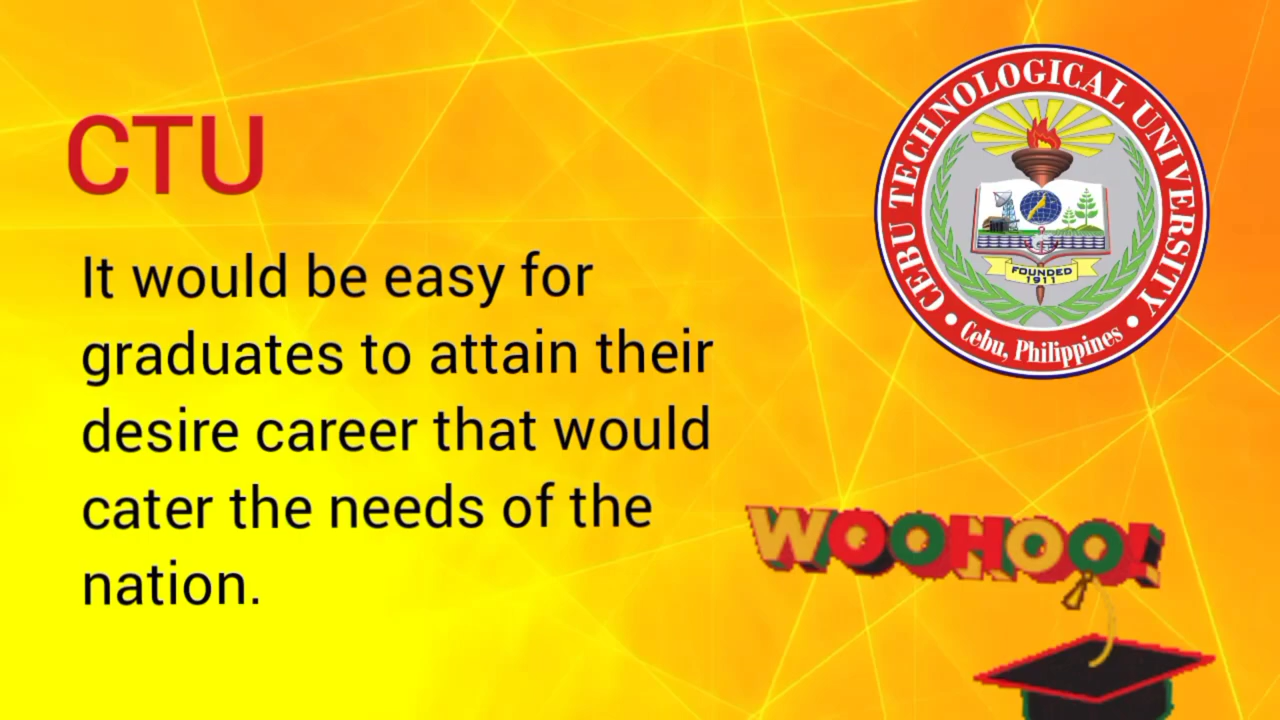 CTU
It would be easy for
graduates to attain their
desire career that would
cater the needs of the
nation.
CEBU TECHNOLOGICAL UNIVERSITY
FOUNDED
1911
• Cebu, Philippines •
WOOHOO!